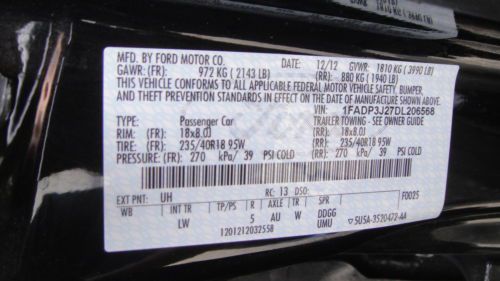 MFD. BY FORD MOTOR CO. DATE: 12/12 GVWR: 1810 KG ( 3990 LB)
GAWR: (FR): 972 KG ( 2143 LB) (RR): 880 KG ( 1940 LB)
THIS VEHICLE CONFORMS TO ALL APPLICABLE FEDERAL MOTOR VEHICLE SAFETY, BUMPER,
AND THEFT PREVENTION STANDARDS IN EFFECT ON THE DATE OF MANUFACTURE SHOWN ABOVE.
VIN: 1FADP3J27DL206568
TYPE: Passenger Car TRAILER TOWING - SEE OWNERS GUIDE
RIM: (FR): 18x8.0J (RR): 18x8.0J
TIRE: (FR): 235/40R18 95W (RR): 235/40R18 95W
PRESSURE: (FR): 270 kPa/ 39 PSI COLD (RR): 270 kPa/ 39 PSI COLD
EXT PNT: UH RC: 13 DSO: F0025
WB INT TR TP/PS R AXLE TR SPR
LW 5 AU W DDGG
UMU
1201212032558 5U5A-3520472-AA